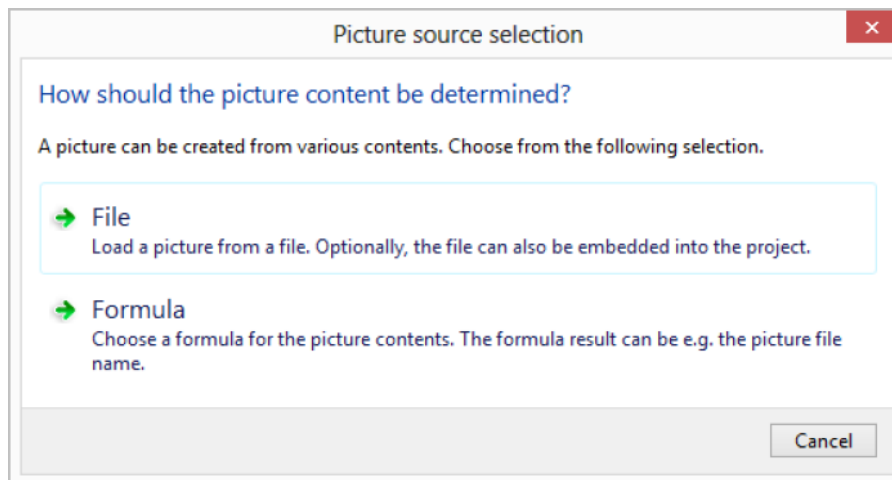 Picture source selection
How should the picture content be determined?
A picture can be created from various contents. Choose from the following selection.
File
Load a picture from a file. Optionally, the file can also be embedded into the project.
Formula
Choose a formula for the picture contents. The formula result can be e.g. the picture file
name.
Cancel